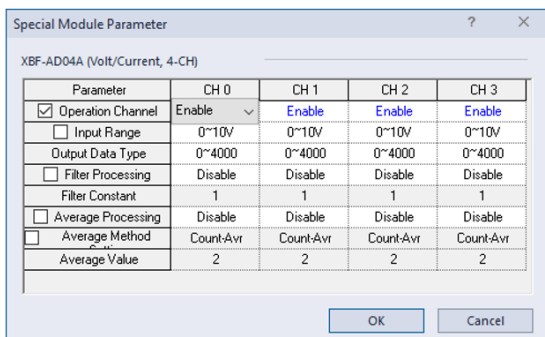 Special Module Parameter ? ×
XBF-AD04A (Volt/Current, 4-CH)
Parameter CH 0 CH 1 CH 2 CH 3
Operation Channel Enable Enable Enable Enable
Input Range 0~10V 0~10V 0~10V 0~10V
Output Data Type 0~4000 0~4000 0~4000 0~4000
Filter Processing Disable Disable Disable Disable
Filter Constant 1 1 1 1
Average Processing Disable Disable Disable Disable
Average Method Count-Avr Count-Avr Count-Avr Count-Avr
Average Value 2 2 2 2
OK Cancel